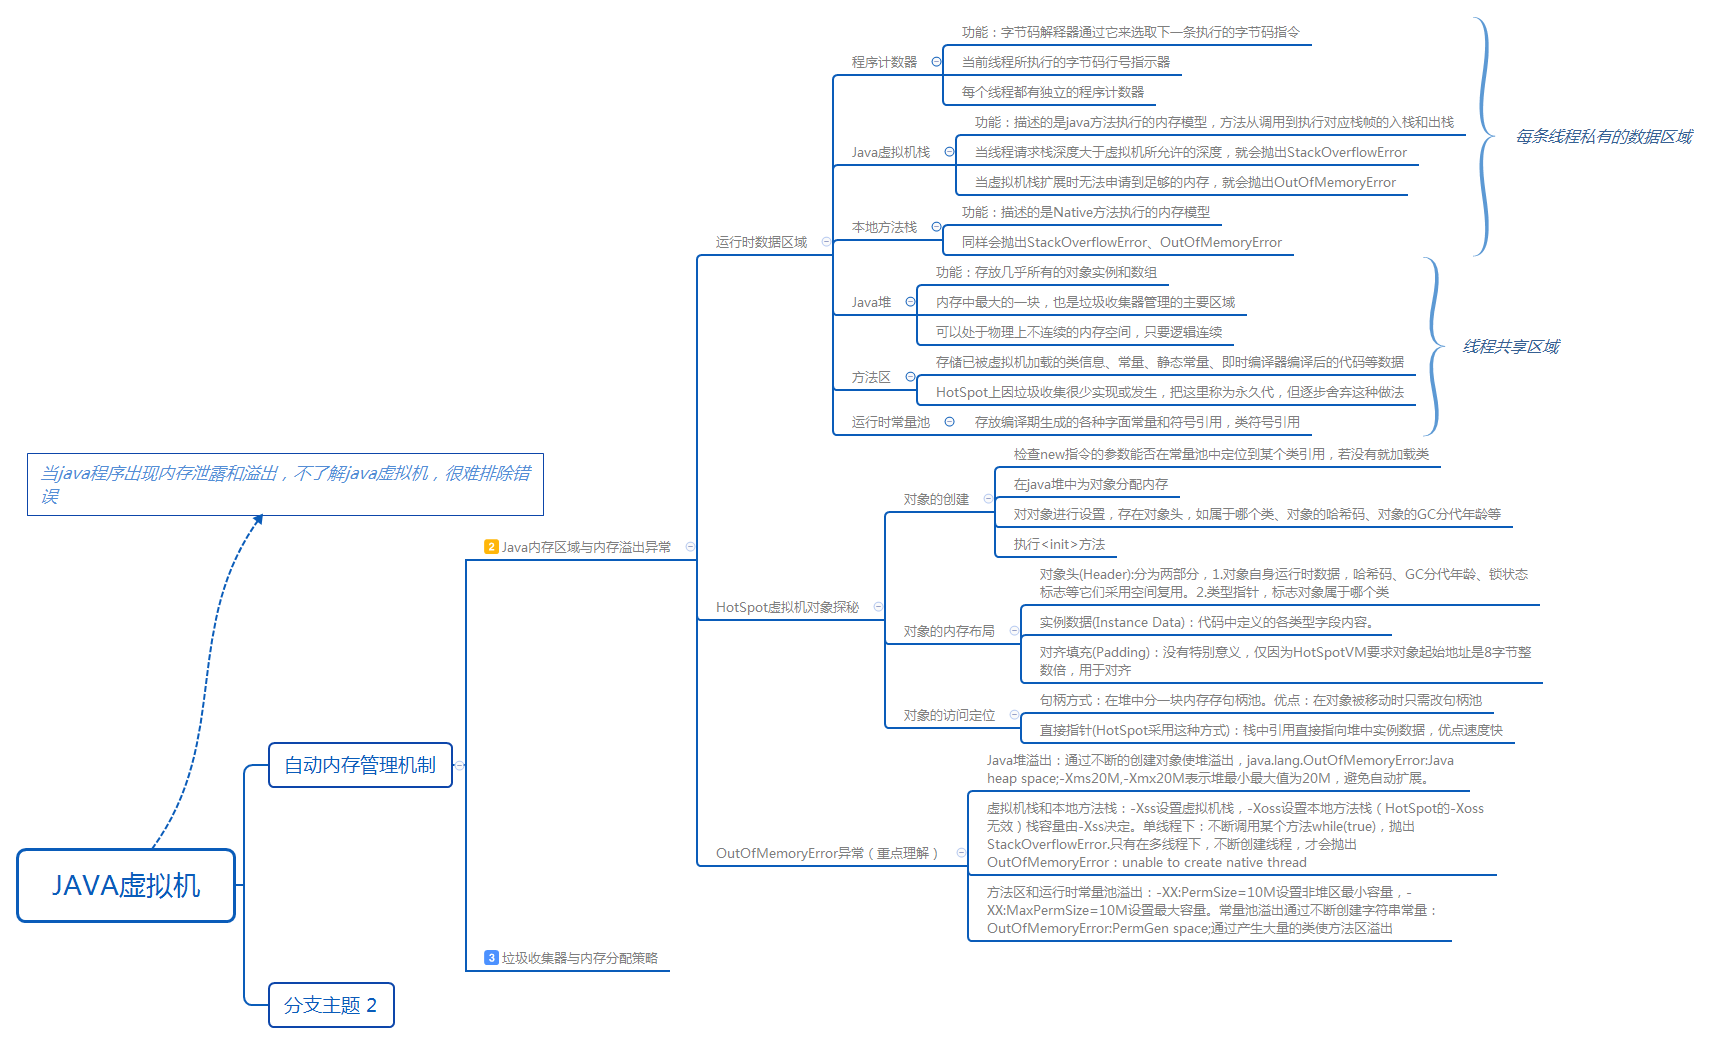 功能：字节码解释器通过它来选取下一条执行的字节码指令
程序计数器
当前线程所执行的字节码行号指示器
每个线程都有独立的程序计数器
功能：描述的是java方法执行的内存模型，方法从调用到执行对应栈帧的入栈和出栈
每条线程私有的数据区域
Java虚拟机栈
当线程请求栈深度大于虚拟机所允许的深度，就会抛出StackOverflowError
当虚拟机栈扩展时无法申请到足够的内存，就会抛出OutOfMemoryError
功能：描述的是Native方法执行的内存模型
本地方法栈
运行时数据区域
同样会抛出StackOverflowError、OutOfMemoryError
功能：存放几乎所有的对象实例和数组
Java堆
内存中最大的一块，也是垃圾收集器管理的主要区域
可以处于物理上不连续的内存空间，只要逻辑连续
线程共享区域
存储已被虚拟机加载的类信息、常量、静态常量、即时编译器编译后的代码等数据
方法区
HotSpot上因垃圾收集很少实现或发生，把这里称为永久代，但逐步舍弃这种做法
运行时常量池
存放编译期生成的各种字面常量和符号引用，类符号引用
检查new指令的参数能否在常量池中定位到某个类引用，若没有就加载类
当java程序出现内存泄露和溢出，不了解java虚拟机，很难排除错
误
在java堆中为对象分配内存
对象的创建
对对象进行设置，存在对象头，如属于哪个类、对象的哈希码、对象的GC分代年龄等
执行<init>方法
2 Java内存区域与内存溢出异常
对象头(Header):分为两部分，1.对象自身运行时数据，哈希码、GC分代年龄、锁状态
标志等它们采用空间复用。2.类型指针，标志对象属于哪个类
HotSpot虚拟机对象探秘
实例数据(Instance Data)：代码中定义的各类型字段内容。
对象的内存布局
对齐填充(Padding)：没有特别意义，仅因为HotSpotVM要求对象起始地址是8字节整
数倍，用于对齐
句柄方式：在堆中分一块内存存句柄池。优点：在对象被移动时只需改句柄池
对象的访问定位
直接指针(HotSpot采用这种方式)：栈中引用直接指向堆中实例数据，优点速度快
自动内存管理机制
Java堆溢出：通过不断的创建对象使堆溢出，java.lang.OutOfMemoryError:Java
heap space;-Xms20M,-Xmx20M表示堆最小最大值为20M，避免自动扩展。
虚拟机栈和本地方法栈：-Xss设置虚拟机栈，-Xoss设置本地方法栈（HotSpot的-Xoss
无效）栈容量由-Xss决定。单线程下：不断调用某个方法while(true)，抛出
StackOverflowError.只有在多线程下，不断创建线程，才会抛出
OutOfMemoryError：unable to create native thread
OutOfMemoryError异常（重点理解）
JAVA虚拟机
方法区和运行时常量池溢出：-XX:PermSize=10M设置非堆区最小容量，-
XX:MaxPermSize=10M设置最大容量。常量池溢出通过不断创建字符串常量：
OutOfMemoryError:PermGen space;通过产生大量的类使方法区溢出
3 垃圾收集器与内存分配策略
分支主题 2